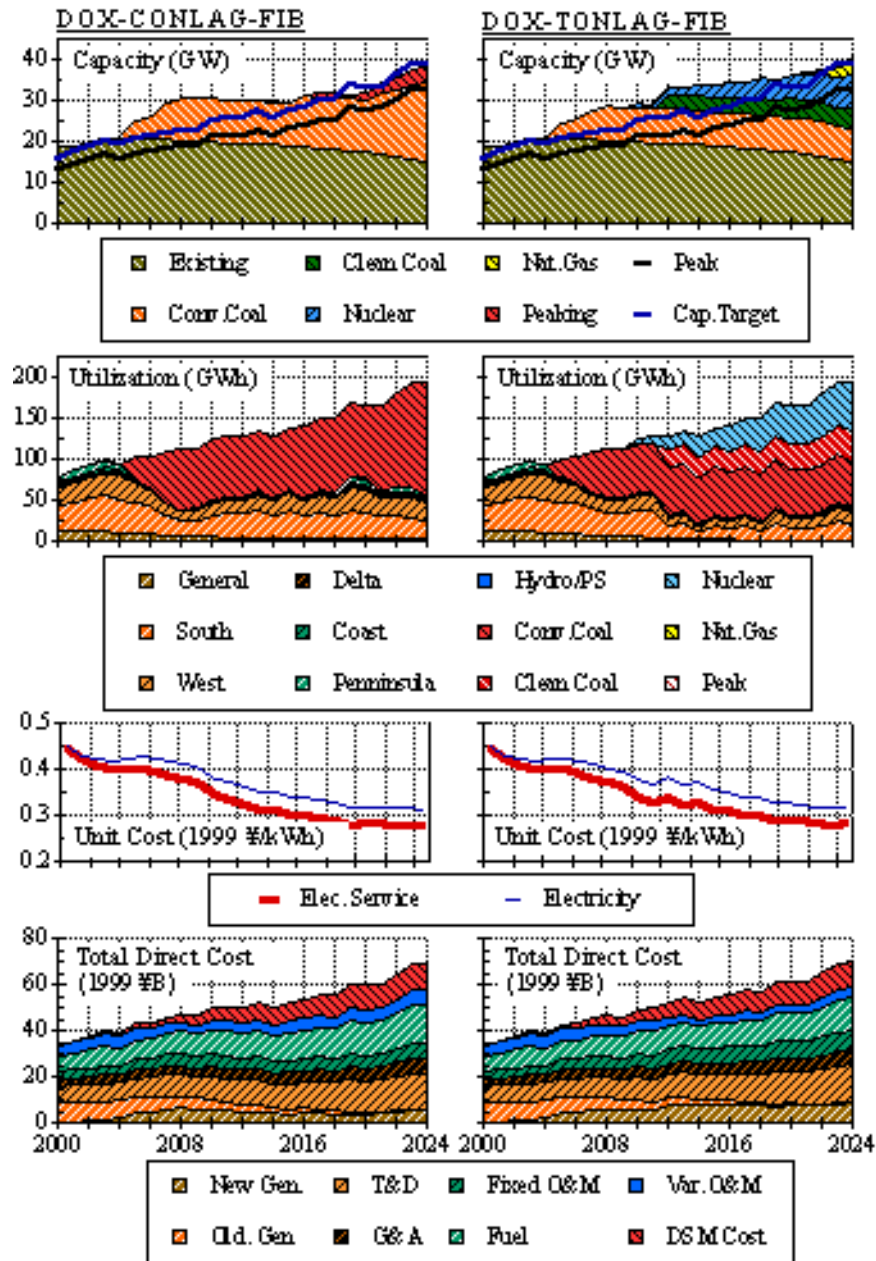 DOX-CONLAG-FIB DOX-TONLAG-FIB
Capacity (GW) Capacity (GW)
40
30
20
10
0
Existing Clean Coal Nat.Gas Peak
Conv.Coal Nuclear Peaking Cap.Target
Utilization (GWh) Utilization (GWh)
200
150
100
50
0
General Delta Hydro/PS Nuclear
South Coast Conv.Coal Nat.Gas
West Penninsula Clean Coal Peak
0.5
0.4
0.3
0.2
Unit Cost (1999 ¥/kWh) Unit Cost (1999 ¥/kWh)
Elec.Service Electricity
80
60
40
20
0
Total Direct Cost Total Direct Cost
(1999 ¥B) (1999 ¥B)
2000 2008 2016 2024 2000 2008 2016 2024
New Gen. T&D Fixed O&M Var. O&M
Old. Gen G&A Fuel DSM Cost